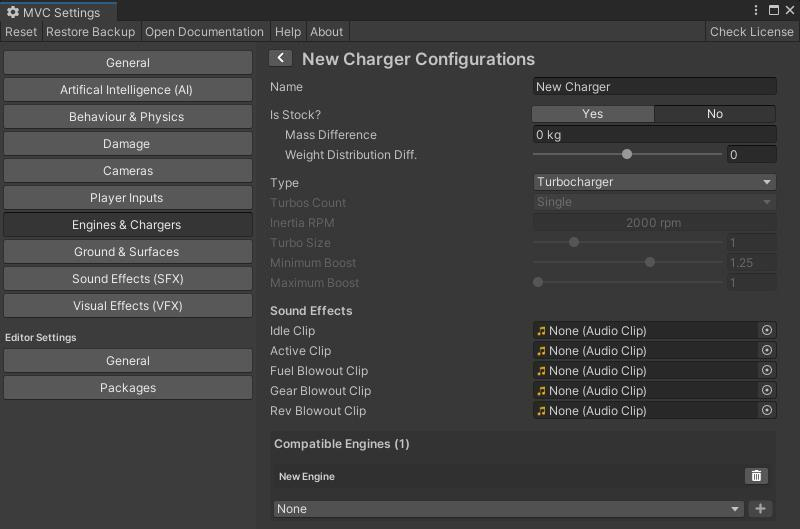 MVC Settings
Reset Restore Backup Open Documentation Help About Check License
General
Artifical Intelligence (AI)
Behaviour & Physics
Damage
Cameras
Player Inputs
Engines & Chargers
Ground & Surfaces
Sound Effects (SFX)
Visual Effects (VFX)
Editor Settings
General
Packages
New Charger Configurations
Name New Charger
Is Stock? Yes No
Mass Difference 0 kg
Weight Distribution Diff. 0
Type Turbocharger
Turbos Count Single
Inertia RPM 2000 rpm
Turbo Size 1
Minimum Boost 1.25
Maximum Boost 1
Sound Effects
Idle Clip None (Audio Clip)
Active Clip None (Audio Clip)
Fuel Blowout Clip None (Audio Clip)
Gear Blowout Clip None (Audio Clip)
Rev Blowout Clip None (Audio Clip)
Compatible Engines (1)
New Engine
None